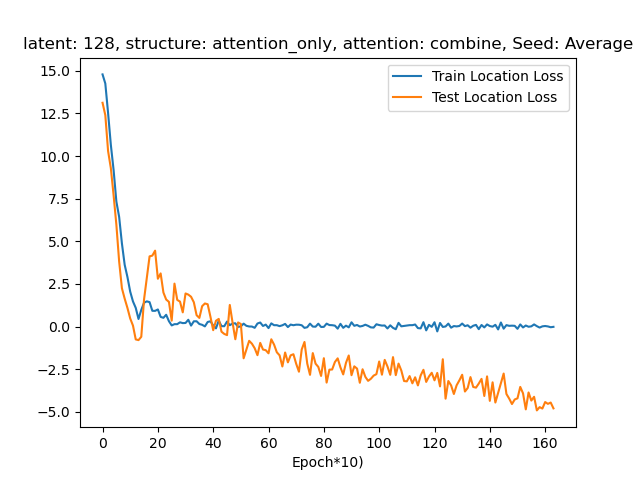 latent: 128, structure: attention_only, attention: combine, Seed: Average
Train Location Loss
Test Location Loss
15.0
12.5
10.0
7.5
5.0
2.5
0.0
−2.5
−5.0
0 20 40 60 80 100 120 140 160
Epoch*10)